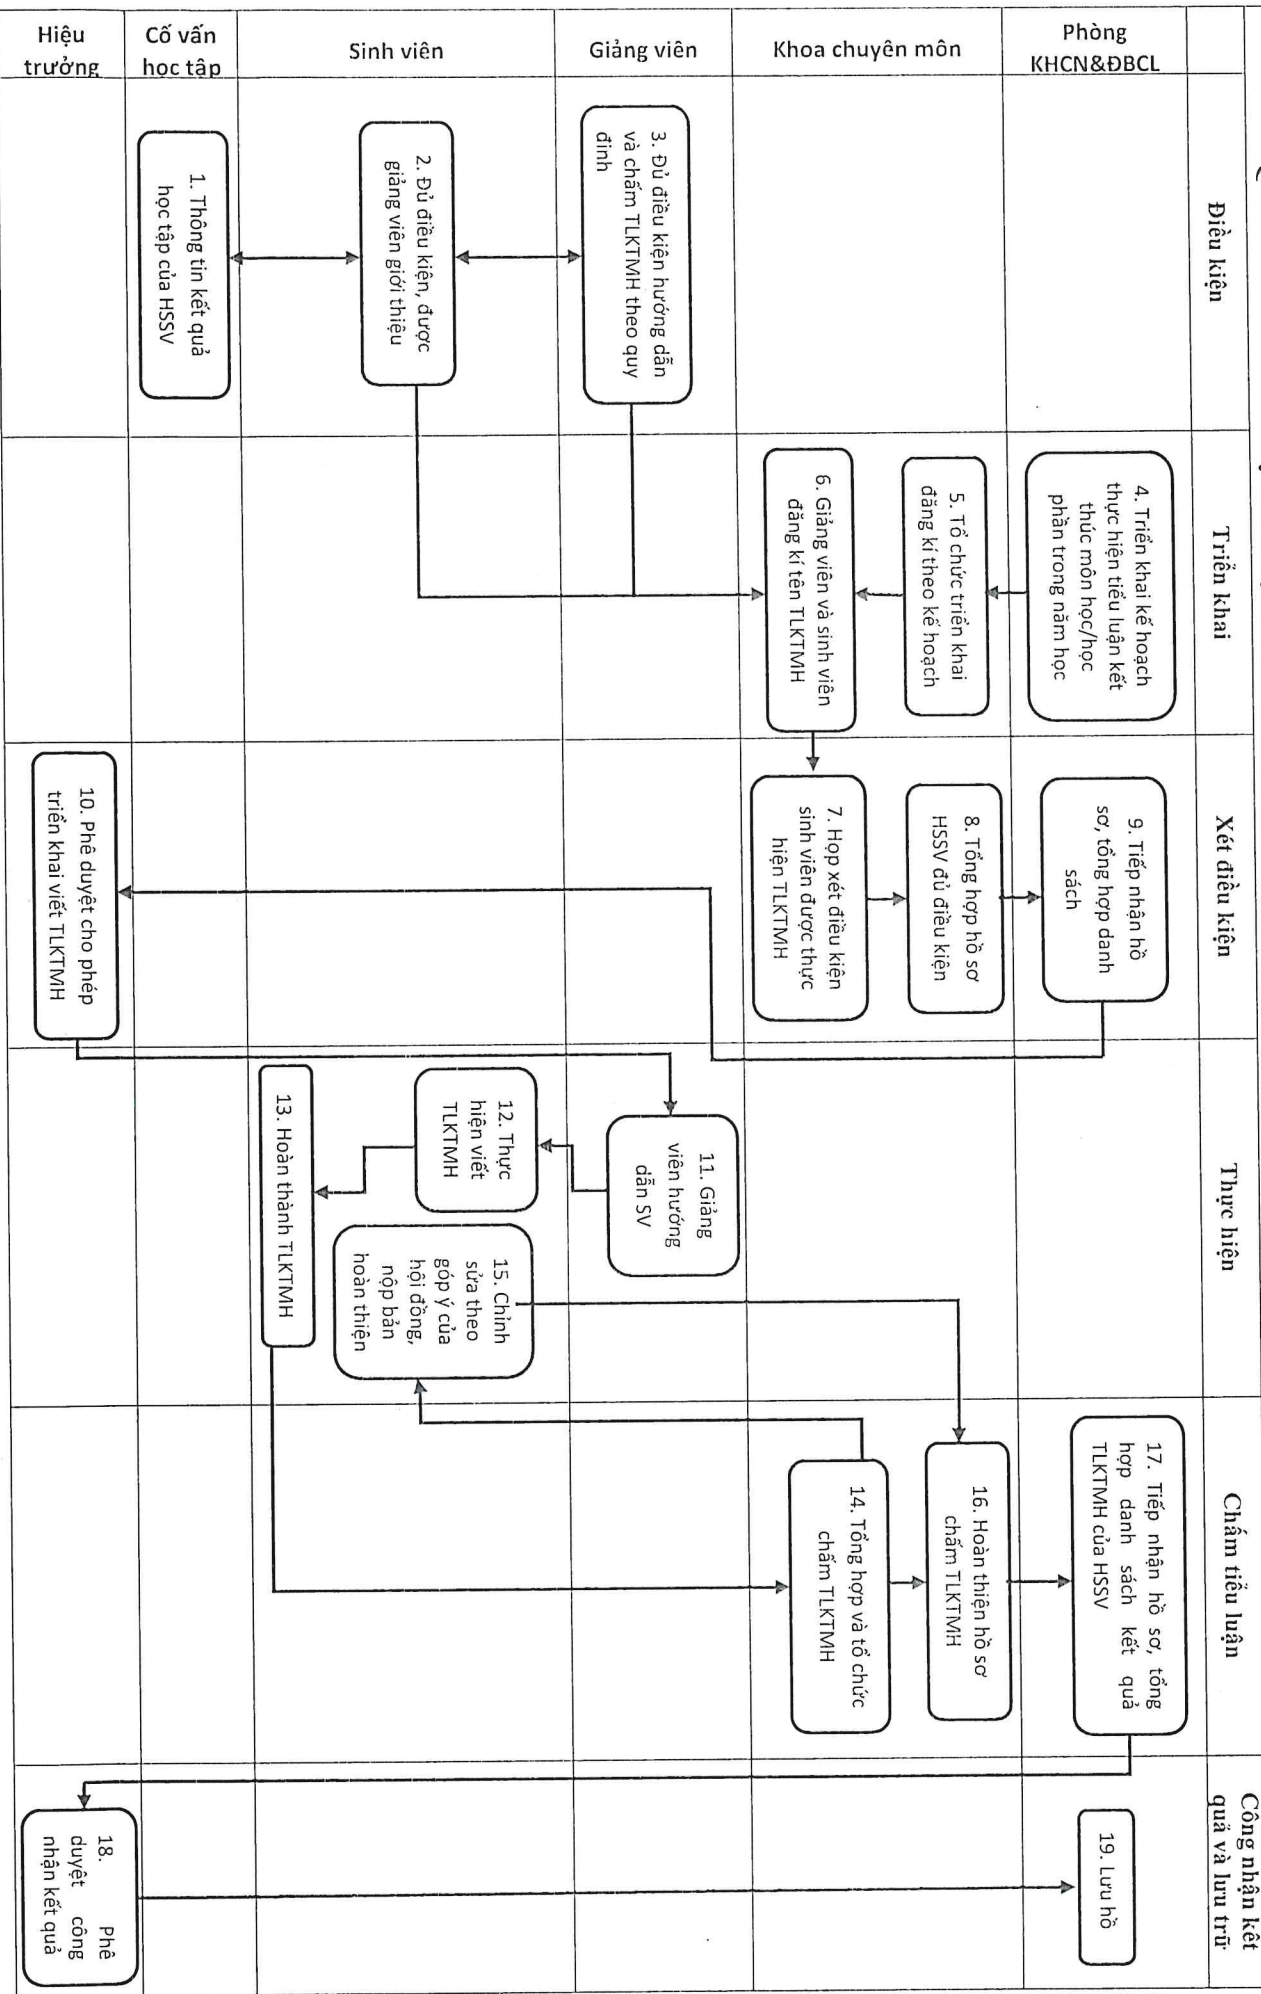 Hiệu
trưởng
Cố vấn
học tập
Sinh viên
Giảng viên
Khoa chuyên môn
Phòng
KHCN&ĐBCL
Điều kiện
Triển khai
Xét điều kiện
Thực hiện
Chấm tiểu luận
Công nhận kết
quả và lưu trữ
1. Thông tin kết quả
học tập của HSSV
2. Đủ điều kiện, được
giảng viên giới thiệu
3. Đủ điều kiện hướng dẫn
và chấm TLKTMH theo quy
định
4. Triển khai kế hoạch
thực hiện tiểu luận kết
thúc môn học/học
phần trong năm học
5. Tổ chức triển khai
đăng kí theo kế hoạch
6. Giảng viên và sinh viên
đăng kí tên TLKTMH
7. Họp xét điều kiện
sinh viên được thực
hiện TLKTMH
8. Tổng hợp hồ sơ
HSSV đủ điều kiện
9. Tiếp nhận hồ
sơ, tổng hợp danh
sách
10. Phê duyệt cho phép
triển khai viết TLKTMH
11. Giảng
viên hướng
dẫn SV
12. Thực
hiện viết
TLKTMH
13. Hoàn thành TLKTMH
14. Tổng hợp và tổ chức
chấm TLKTMH
15. Chỉnh
sửa theo
góp ý của
hội đồng,
nộp bản
hoàn thiện
16. Hoàn thiện hồ sơ
chấm TLKTMH
17. Tiếp nhận hồ sơ, tổng
hợp danh sách kết quả
TLKTMH của HSSV
18. Phê
duyệt công
nhận kết quả
19. Lưu hồ